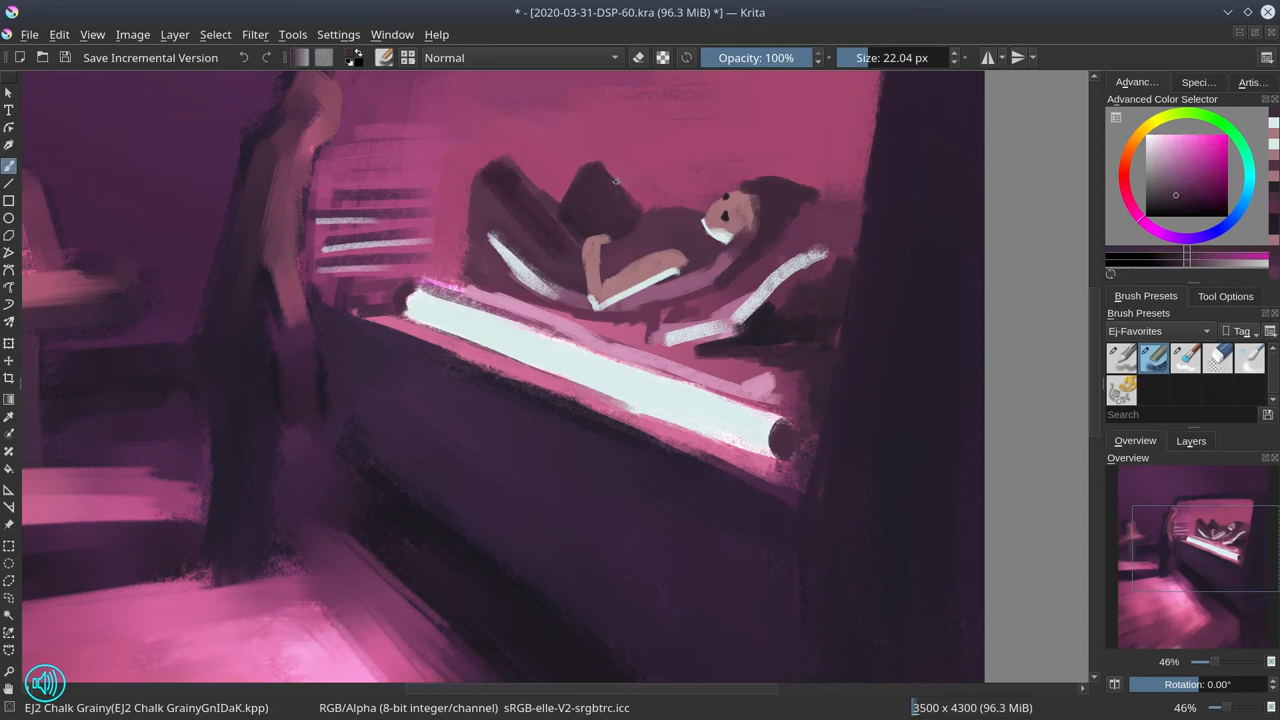 * - [2020-03-31-DSP-60.kra (96.3 MiB) *] — Krita
File Edit View Image Layer Select Filter Tools Settings Window Help
Save Incremental Version Normal Opacity: 100% Size: 22.04 px
Advanc... Speci... Artis...
Advanced Color Selector
Brush Presets Tool Options
Brush Presets
Ej-Favorites Tag
Search
Overview Layers
Overview
46%
Rotation: 0.00°
EJ2 Chalk Grainy(EJ2 Chalk GrainyGnIDaK.kpp) RGB/Alpha (8-bit integer/channel) sRGB-elle-V2-srgbtrc.icc 3500 x 4300 (96.3 MiB) 46%